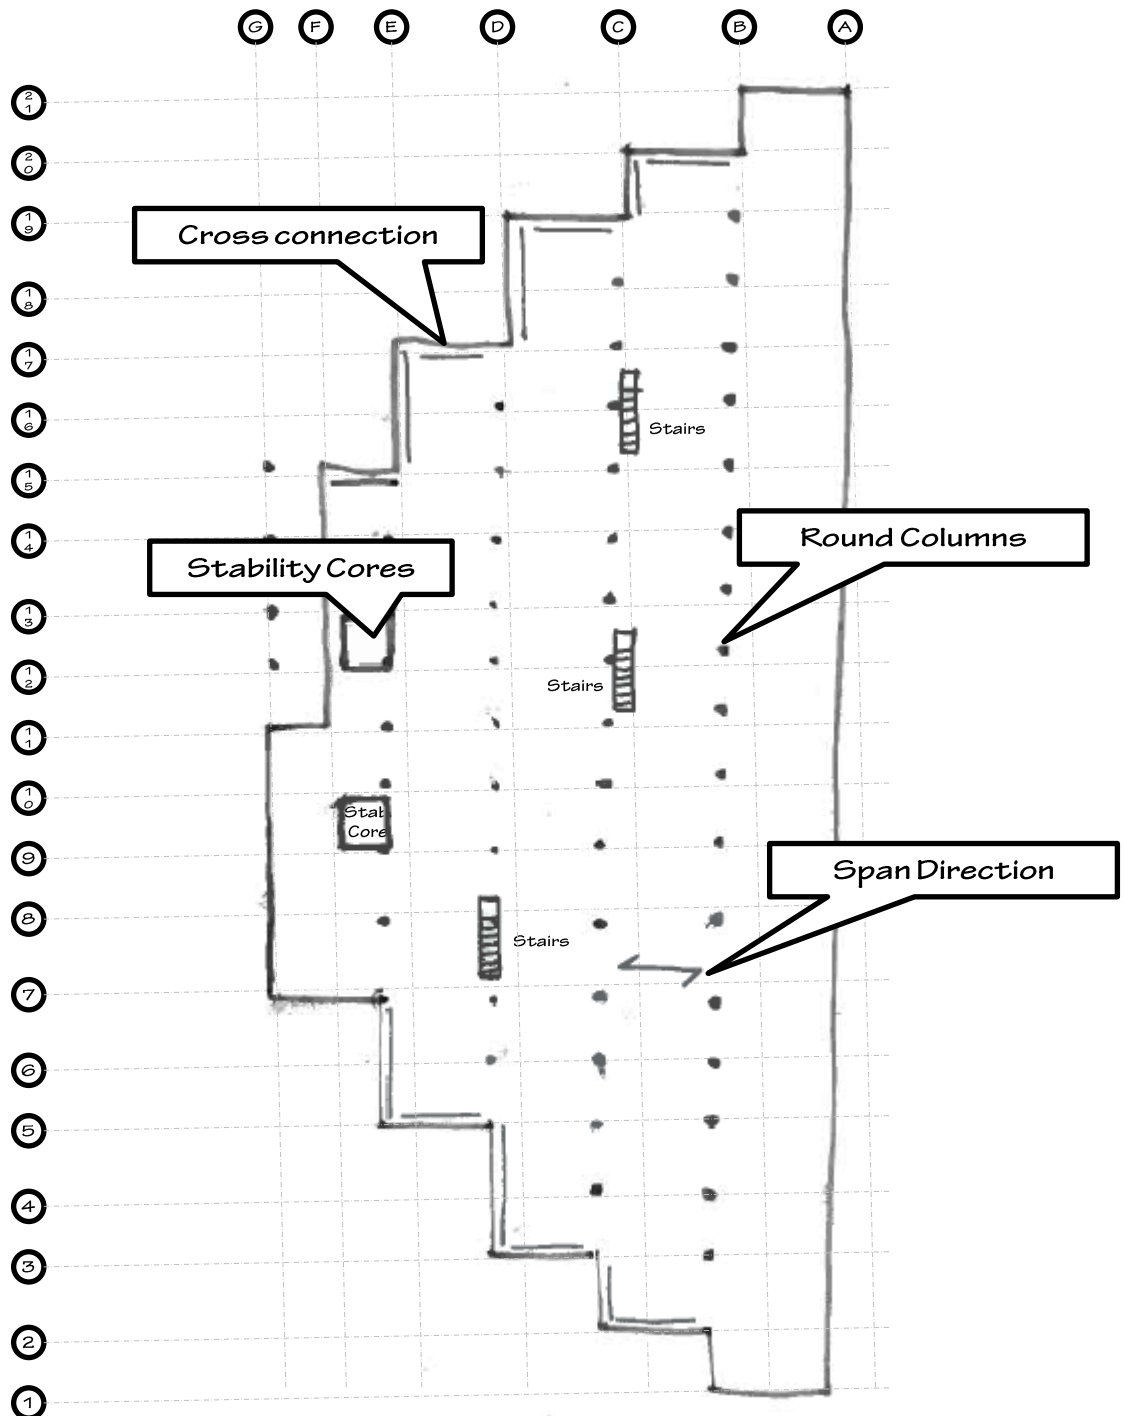 G F E D C B A
21
20
19
Cross connection
18
17
16
Stairs
15
Round Columns
14
Stability Cores
13
12
Stairs
11
10
Stab
Core
9
Span Direction
8
Stairs
7
6
5
4
3
2
1